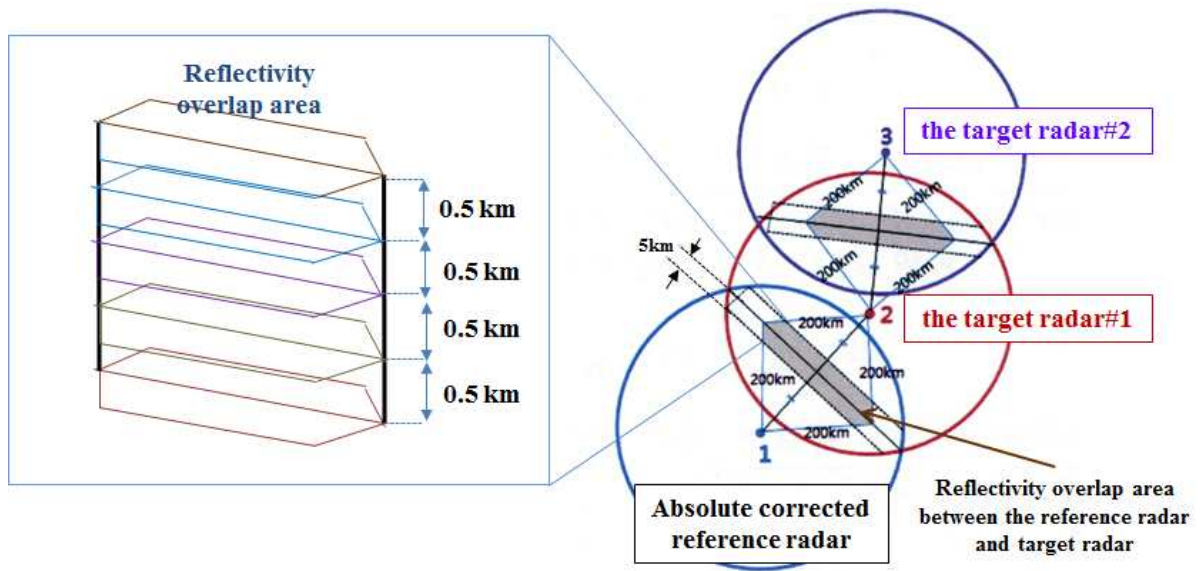 Reflectivity
overlap area
0.5 km
0.5 km
0.5 km
0.5 km
3
the target radar#2
200km
200km
5km
200km
200km
2
the target radar#1
200km
200km
200km
200km
1
Absolute corrected
reference radar
Reflectivity overlap area
between the reference radar
and target radar